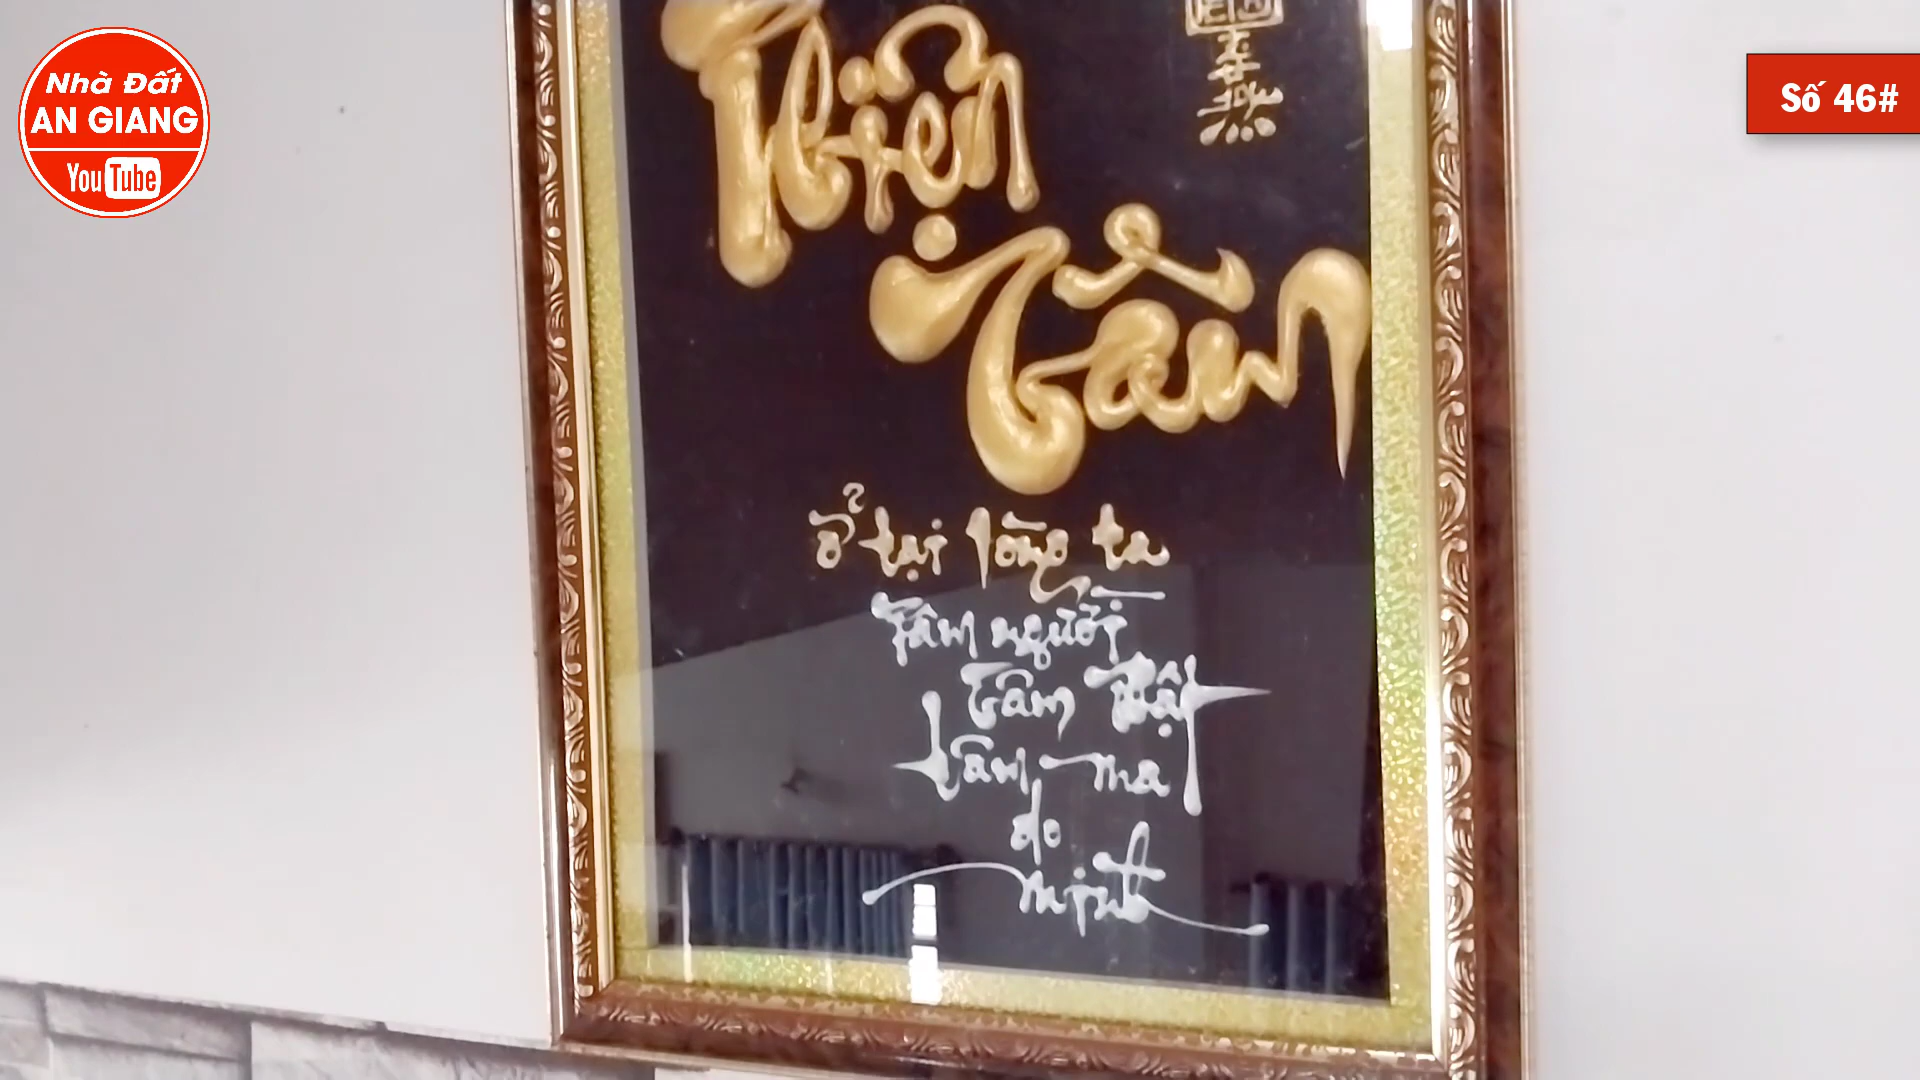 Nhà Đất
AN GIANG
YouTube
Số 46#
Thiện
Tâm
ở tại lòng ta
Tâm người
Tâm Phật
tâm ma
do
mình